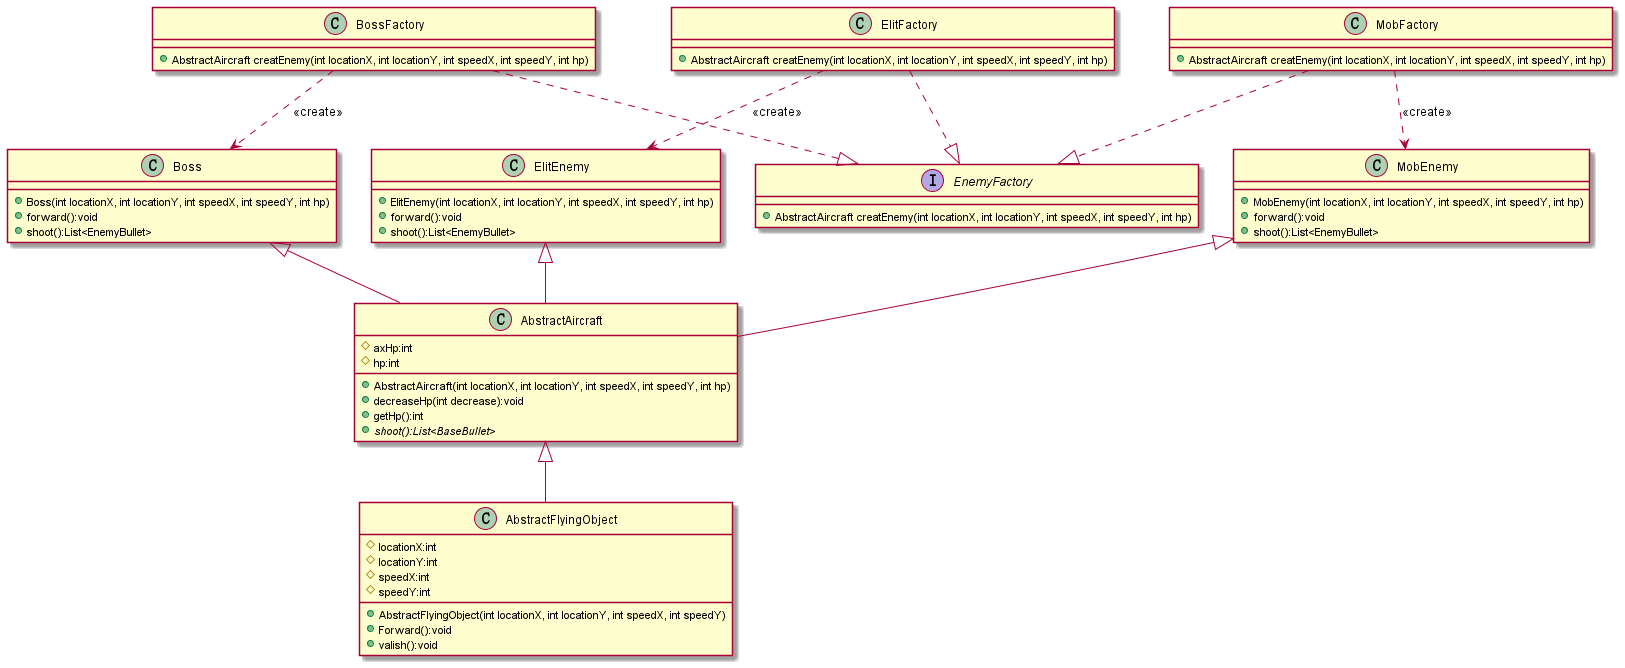 C BossFactory
AbstractAircraft creatEnemy(int locationX, int locationY, int speedX, int speedY, int hp)
C ElitFactory
AbstractAircraft creatEnemy(int locationX, int locationY, int speedX, int speedY, int hp)
C MobFactory
AbstractAircraft creatEnemy(int locationX, int locationY, int speedX, int speedY, int hp)
«create»
«create»
«create»
C Boss
Boss(int locationX, int locationY, int speedX, int speedY, int hp)
forward():void
shoot():List<EnemyBullet>
C ElitEnemy
ElitEnemy(int locationX, int locationY, int speedX, int speedY, int hp)
forward():void
shoot():List<EnemyBullet>
I EnemyFactory
AbstractAircraft creatEnemy(int locationX, int locationY, int speedX, int speedY, int hp)
C MobEnemy
MobEnemy(int locationX, int locationY, int speedX, int speedY, int hp)
forward():void
shoot():List<EnemyBullet>
C AbstractAircraft
axHp:int
hp:int
AbstractAircraft(int locationX, int locationY, int speedX, int speedY, int hp)
decreaseHp(int decrease):void
getHp():int
shoot():List<BaseBullet>
C AbstractFlyingObject
locationX:int
locationY:int
speedX:int
speedY:int
AbstractFlyingObject(int locationX, int locationY, int speedX, int speedY)
Forward():void
valish():void